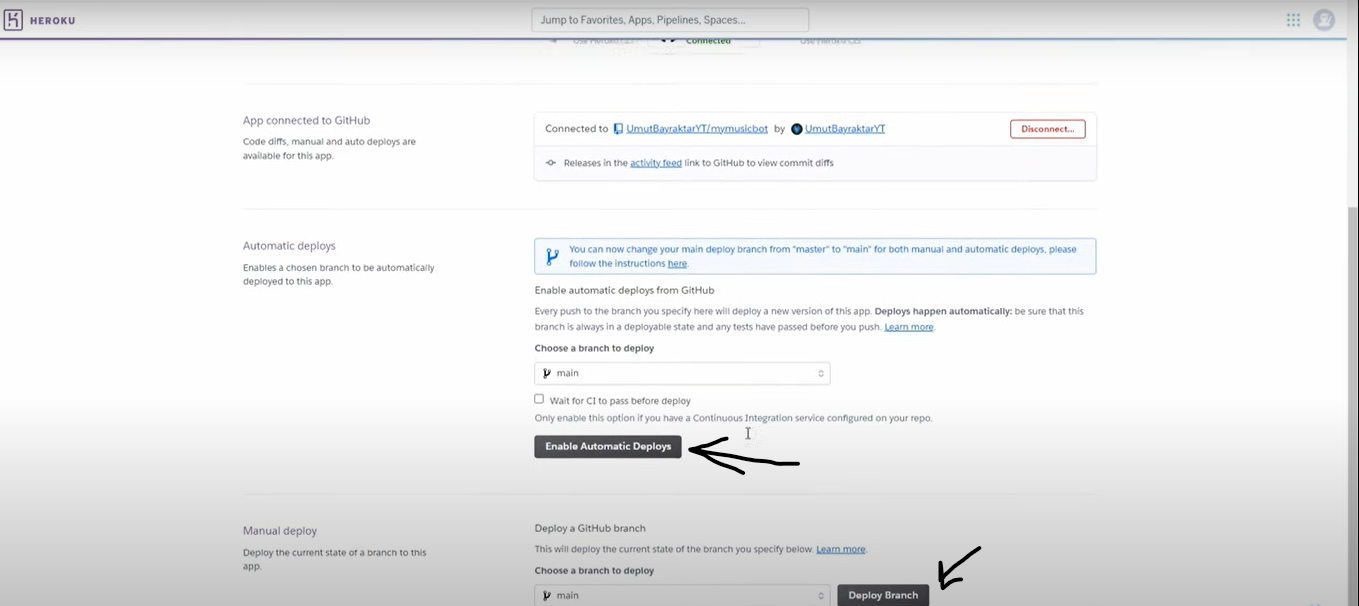 HEROKU
Jump to Favorites, Apps, Pipelines, Spaces...
Connected
App connected to GitHub
Code diffs, manual and auto deploys are
available for this app.
Connected to UmutBayraktarYT/mymusicbot by UmutBayraktarYT
Disconnect...
Releases in the activity feed link to GitHub to view commit diffs
Automatic deploys
Enables a chosen branch to be automatically
deployed to this app.
You can now change your main deploy branch from "master" to "main" for both manual and automatic deploys, please
follow the instructions here.
Enable automatic deploys from GitHub
Every push to the branch you specify here will deploy a new version of this app. Deploys happen automatically: be sure that this
branch is always in a deployable state and any tests have passed before you push. Learn more.
Choose a branch to deploy
main
Wait for CI to pass before deploy
Only enable this option if you have a Continuous Integration service configured on your repo.
Enable Automatic Deploys
Manual deploy
Deploy the current state of a branch to this
app.
Deploy a GitHub branch
This will deploy the current state of the branch you specify below. Learn more.
Choose a branch to deploy
main
Deploy Branch